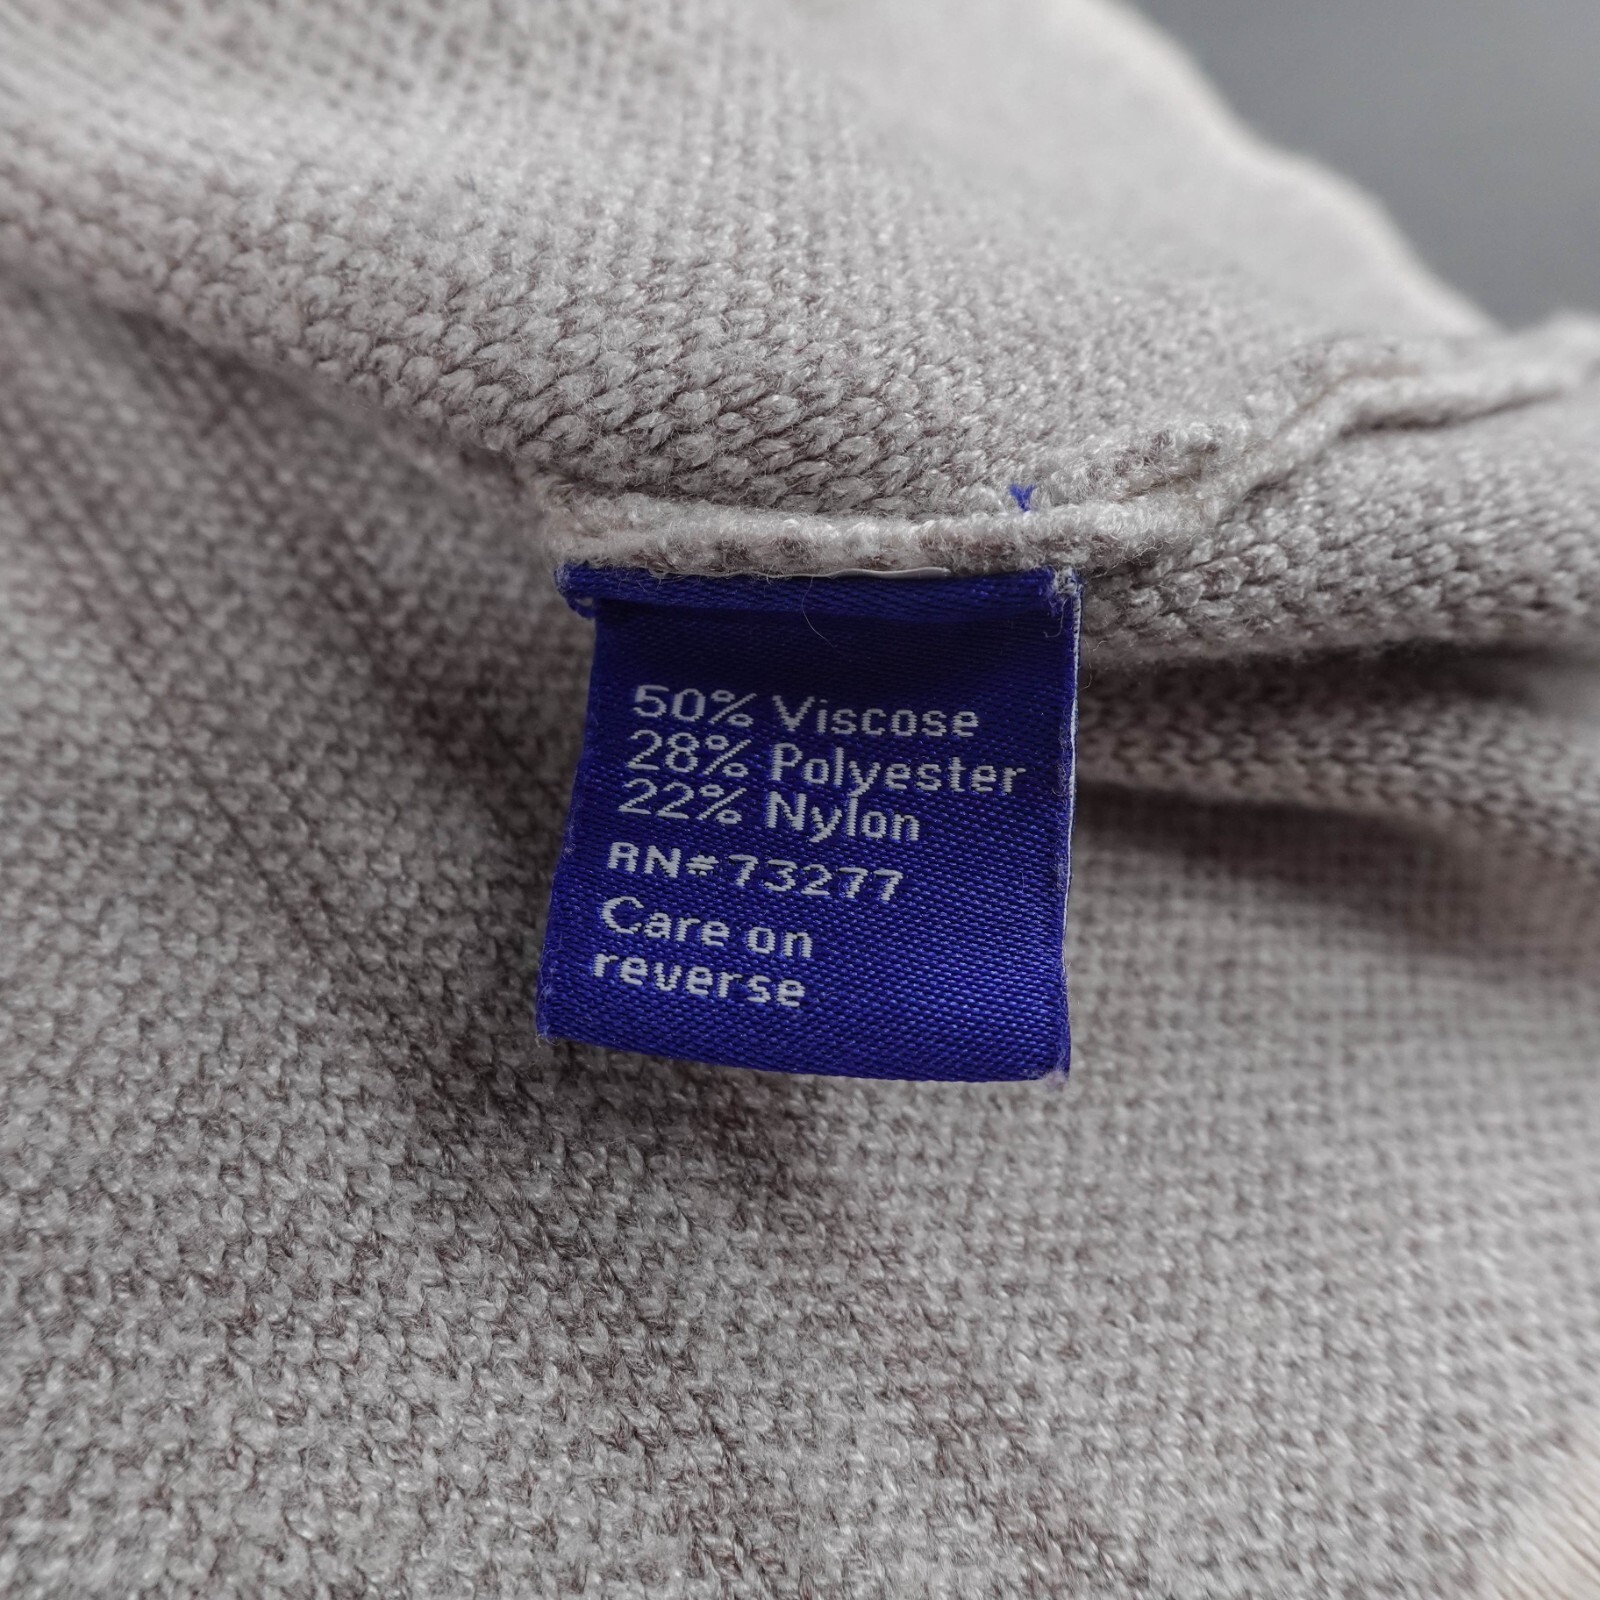 50% Viscose
28% Polyester
22% Nylon
RN#73277
Care on
reverse